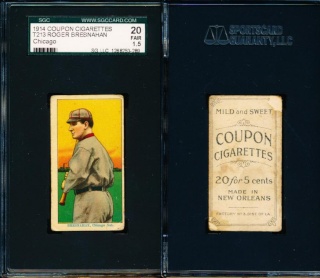 SGC
WWW.SGCCARD.COM
1914 COUPON CIGARETTES
T213 ROGER BRESNAHAN
Chicago
20
FAIR
1.5
SPORTSCARD
GUARANTY, LLC
MILD and SWEET
COUPON
CIGARETTES
20 for 5 cents
MADE IN
NEW ORLEANS